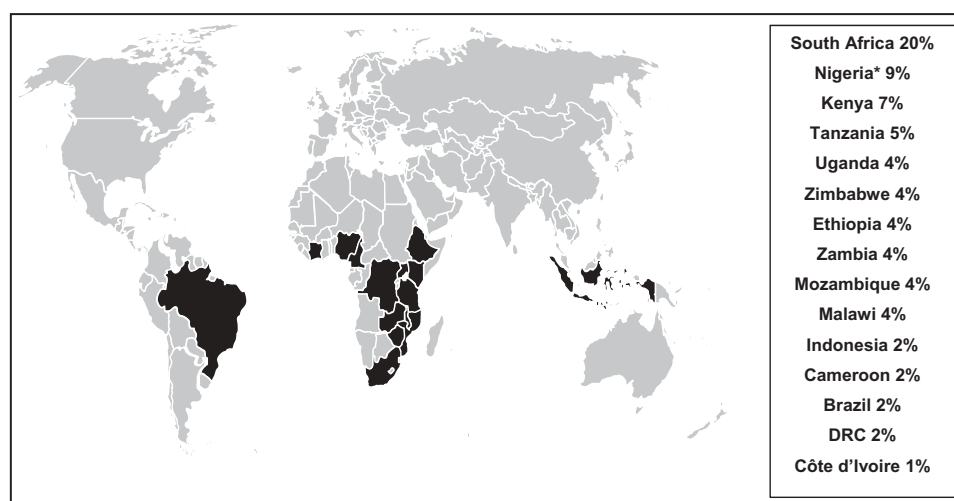 South Africa 20%
Nigeria* 9%
Kenya 7%
Tanzania 5%
Uganda 4%
Zimbabwe 4%
Ethiopia 4%
Zambia 4%
Mozambique 4%
Malawi 4%
Indonesia 2%
Cameroon 2%
Brazil 2%
DRC 2%
Côte d’Ivoire 1%